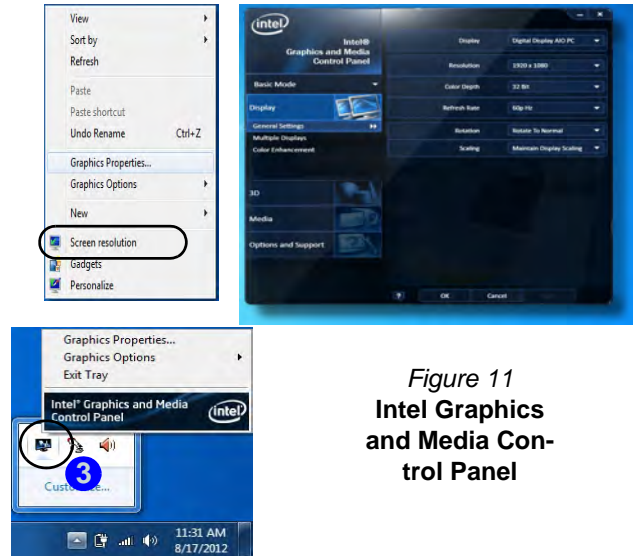 View
Sort by
Refresh
Paste
Paste shortcut
Undo Rename Ctrl+Z
Graphics Properties...
Graphics Options
New
Screen resolution
Gadgets
Personalize
intel®
Intel®
Graphics and Media
Control Panel
Basic Mode
Display
General Settings
Multiple Displays
Color Enhancement
3D
Media
Options and Support
Display Digital Display AIO PC
Resolution 1920 x 1080
Color Depth 32 Bit
Refresh Rate 60p Hz
Rotation Rotate To Normal
Scaling Maintain Display Scaling
? OK Cancel
Graphics Properties...
Graphics Options
Exit Tray
Intel® Graphics and Media
Control Panel
intel
3
11:31 AM
8/17/2012
Figure 11
Intel Graphics
and Media Con-
trol Panel